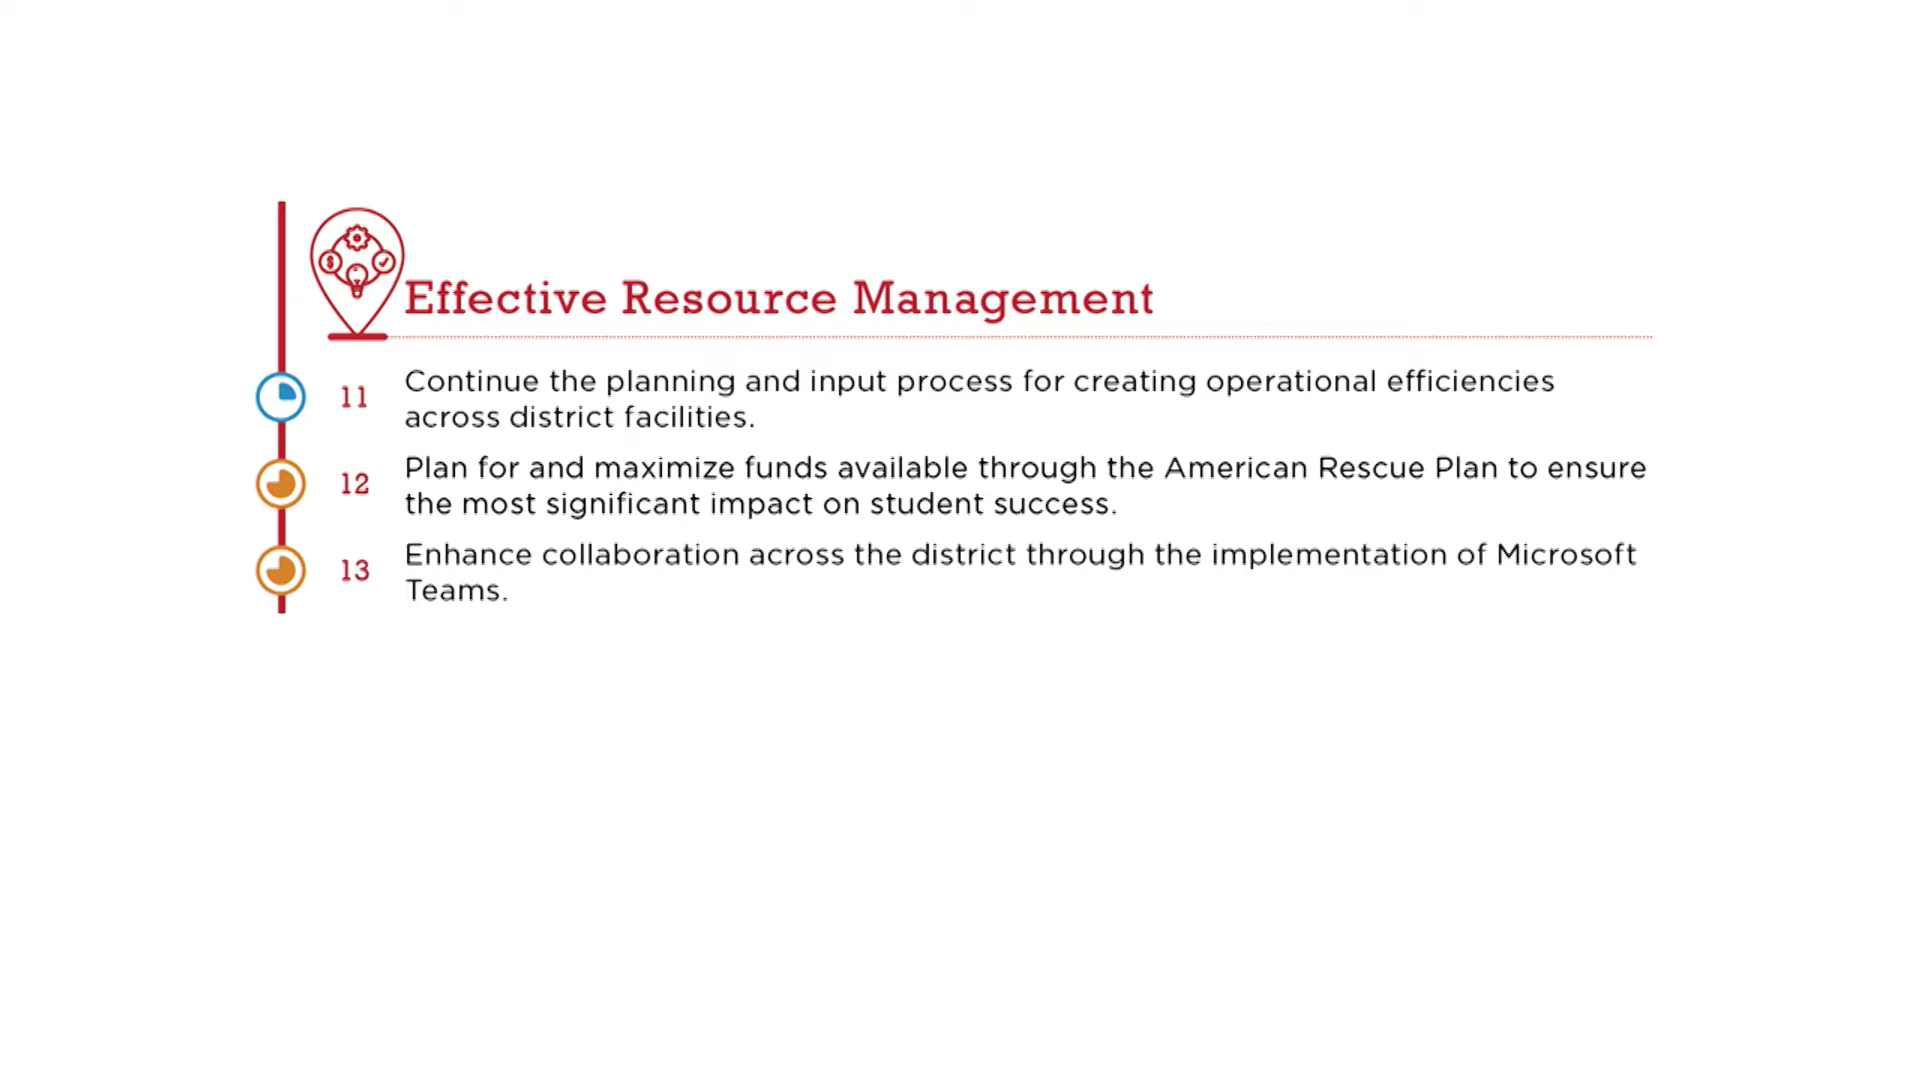 Effective Resource Management
11 Continue the planning and input process for creating operational efficiencies
across district facilities.
12 Plan for and maximize funds available through the American Rescue Plan to ensure
the most significant impact on student success.
13 Enhance collaboration across the district through the implementation of Microsoft
Teams.